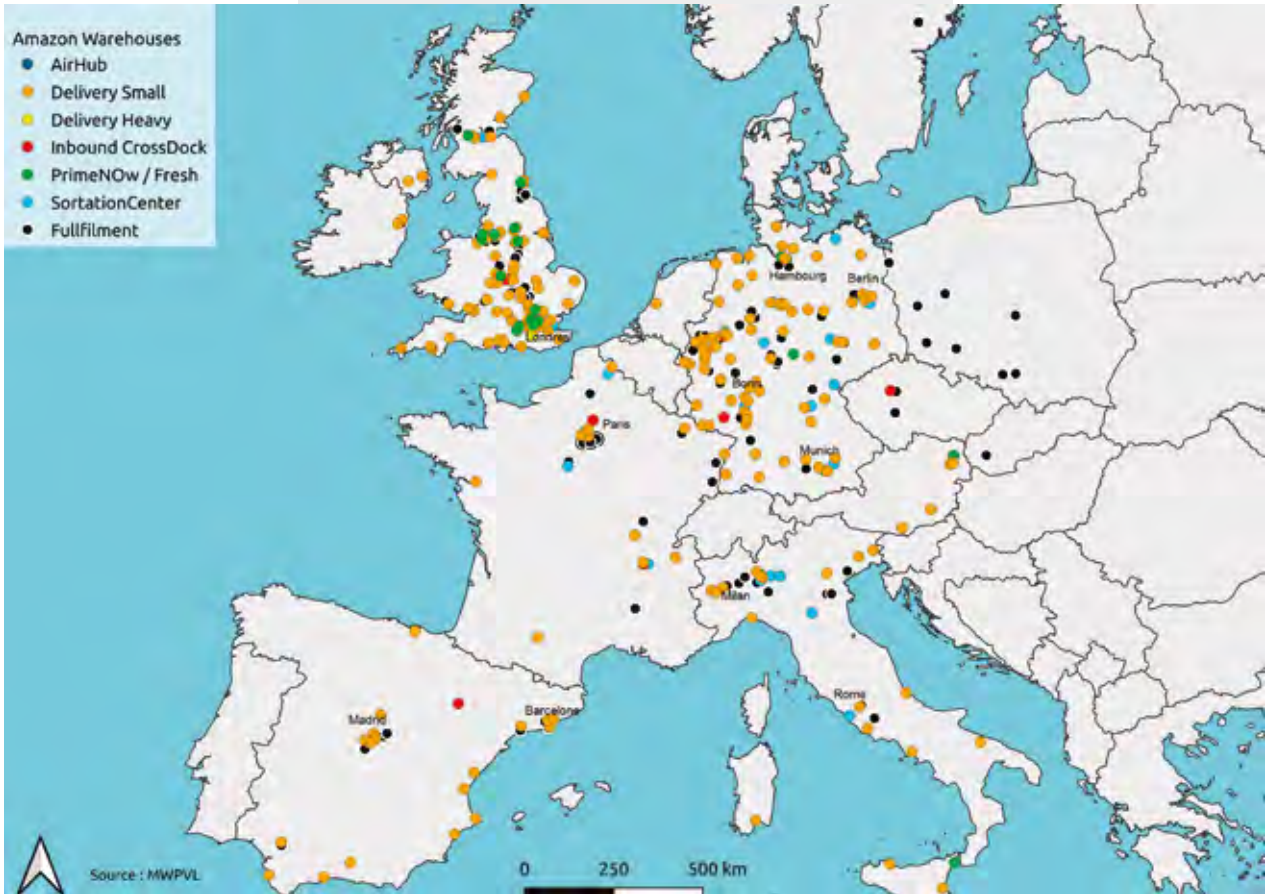 Amazon Warehouses
AirHub
Delivery Small
Delivery Heavy
Inbound CrossDock
PrimeNOw / Fresh
SortationCenter
Fullfilment
Hambourg
Berlin
Londres
Bonn
Paris
Munich
Milan
Rome
Barcelone
Madrid
Source : MWPVL
0 250 500 km